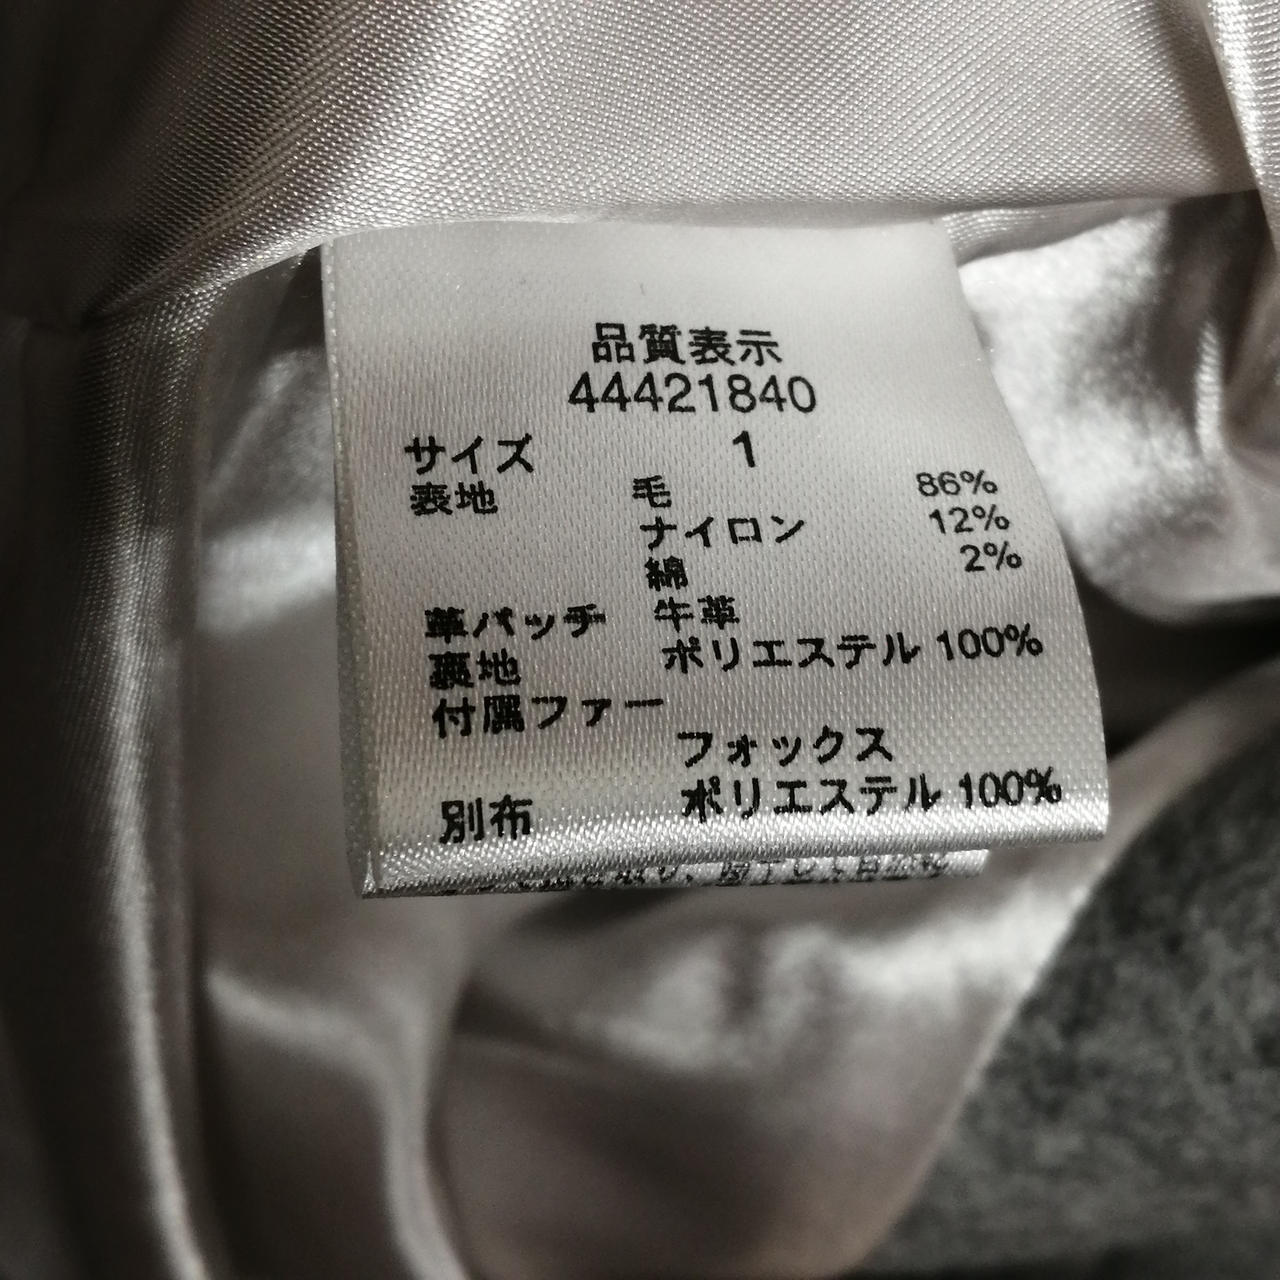 品質表示
44421840
サイズ 1
表地 毛 86%
ナイロン 12%
綿 2%
革パッチ 牛革
裏地 ポリエステル 100%
付属ファー
フォックス
別布 ポリエステル 100%